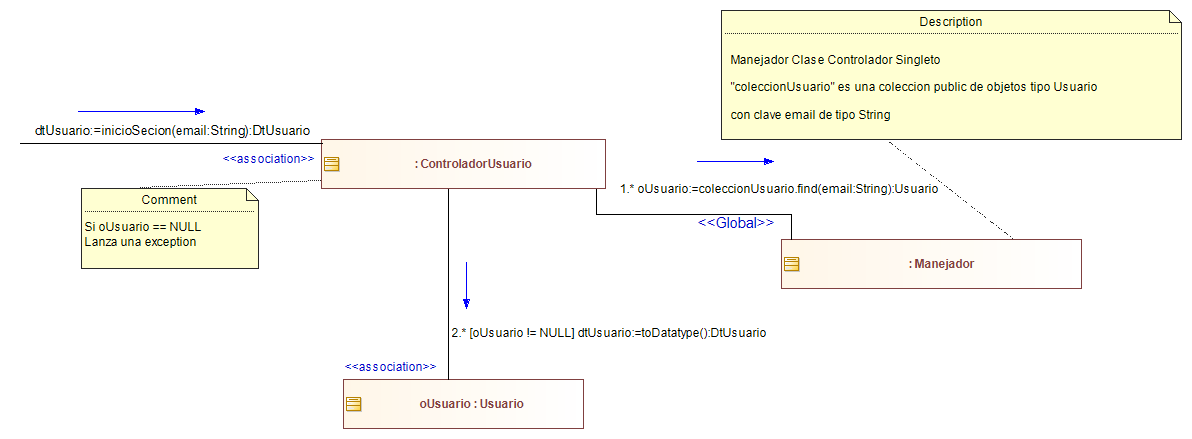 Description
Manejador Clase Controlador Singleto
"coleccionUsuario" es una coleccion public de objetos tipo Usuario
con clave email de tipo String
dtUsuario:=inicioSecion(email:String):DtUsuario
<<association>>
: ControladorUsuario
Comment
Si oUsuario == NULL
Lanza una exception
1.* oUsuario:=coleccionUsuario.find(email:String):Usuario
<<Global>>
: Manejador
2.* [oUsuario != NULL] dtUsuario:=toDatatype():DtUsuario
<<association>>
oUsuario : Usuario